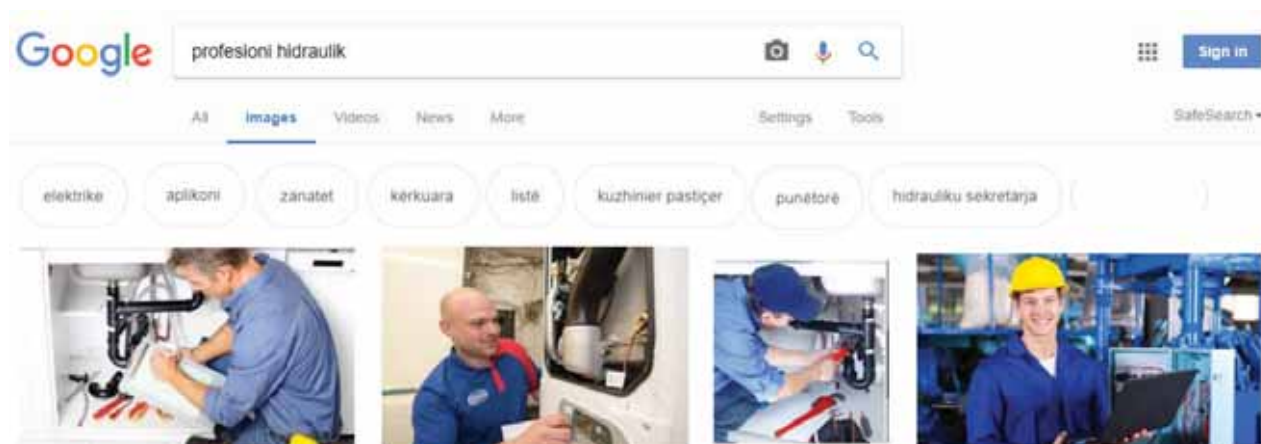 Google profesioni hidraulik Sign in
All Images Videos News More Settings Tools SafeSearch
elektrike aplikoni zanatet kërkuara listë kuzhinier pastiçer punëtorë hidrauliku sekretarja